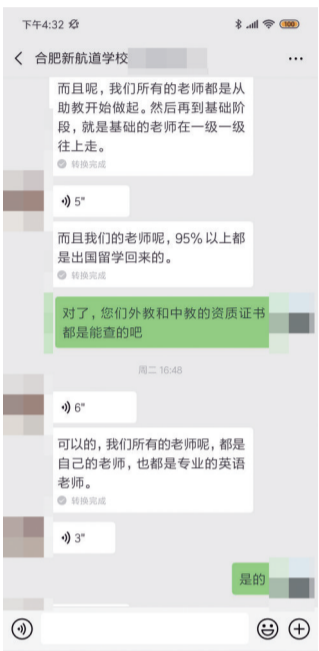 下午4:32
100
合肥新航道学校
而且呢，我们所有的老师都是从
助教开始做起。然后再到基础阶
段，就是基础的老师在一级一级
往上走。
转换完成
5"
而且我们的老师呢，95%以上都
是出国留学回来的。
转换完成
对了，您们外教和中教的资质证书
都是能查的吧
周二 16:48
6"
可以的，我们所有的老师呢，都是
自己的老师，也都是专业的英语
老师。
转换完成
3"
是的